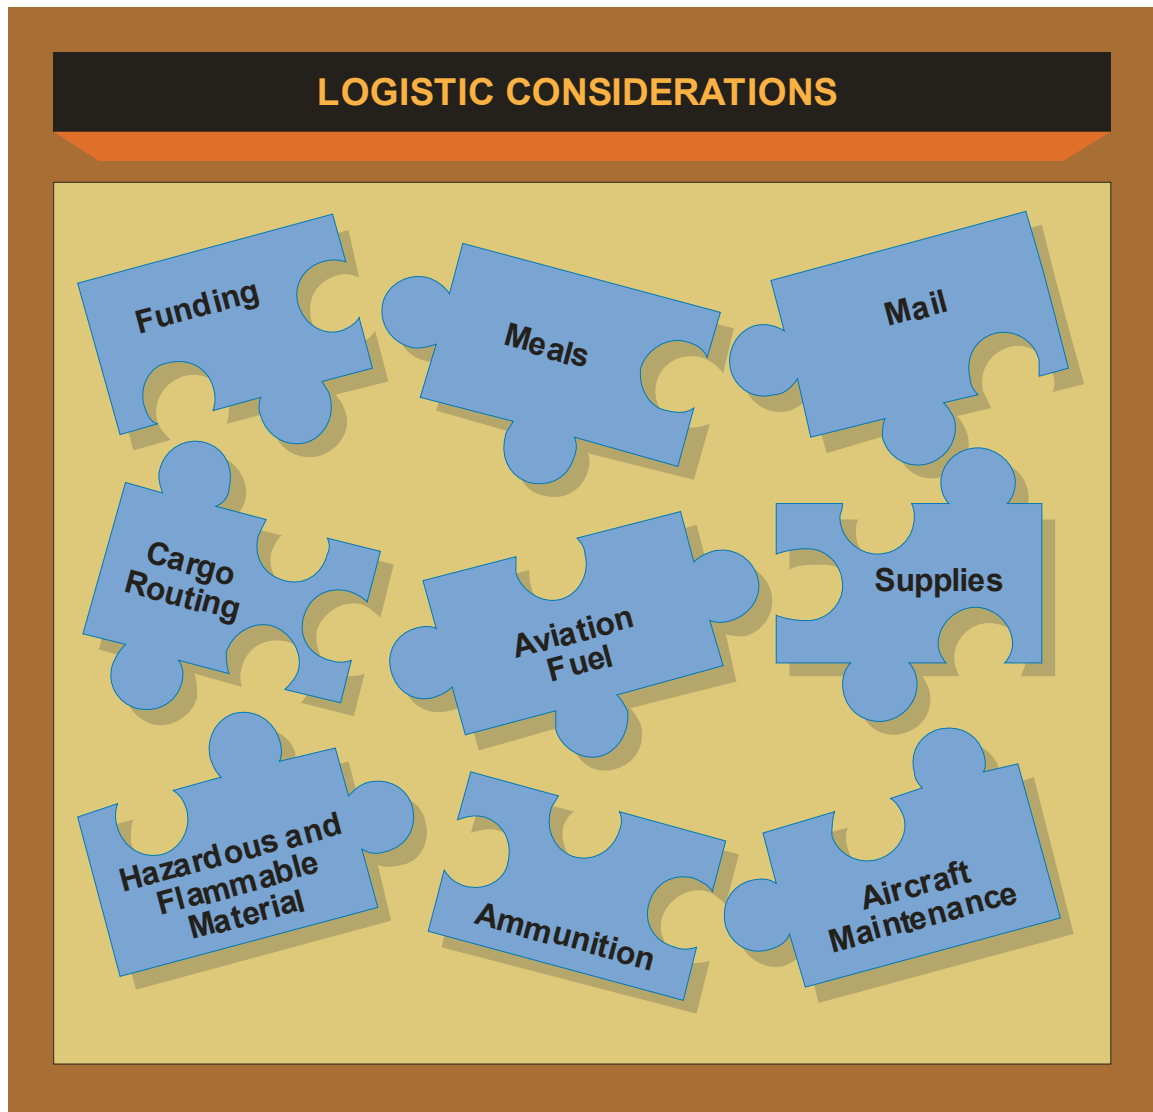 LOGISTIC CONSIDERATIONS
Funding
Meals
Mail
Cargo
Routing
Aviation
Fuel
Supplies
Hazardous and
Flammable
Material
Ammunition
Aircraft
Maintenance